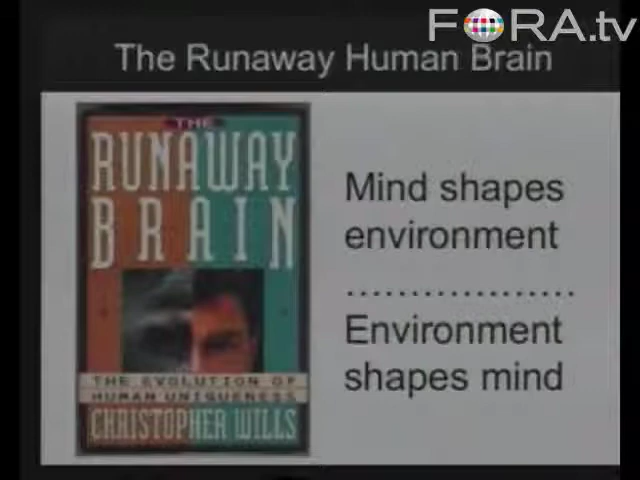 FORA.tv
The Runaway Human Brain
THE
RUNAWAY
BRAIN
THE EVOLUTION OF
HUMAN UNIQUENESS
CHRISTOPHER WILLS
Mind shapes
environment
.....................
Environment
shapes mind